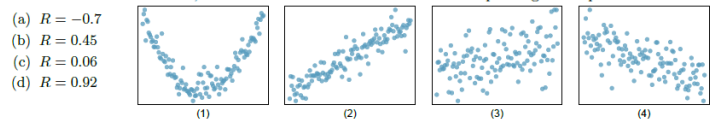 (a) R = −0.7
(b) R = 0.45
(c) R = 0.06
(d) R = 0.92
(1) (2) (3) (4)